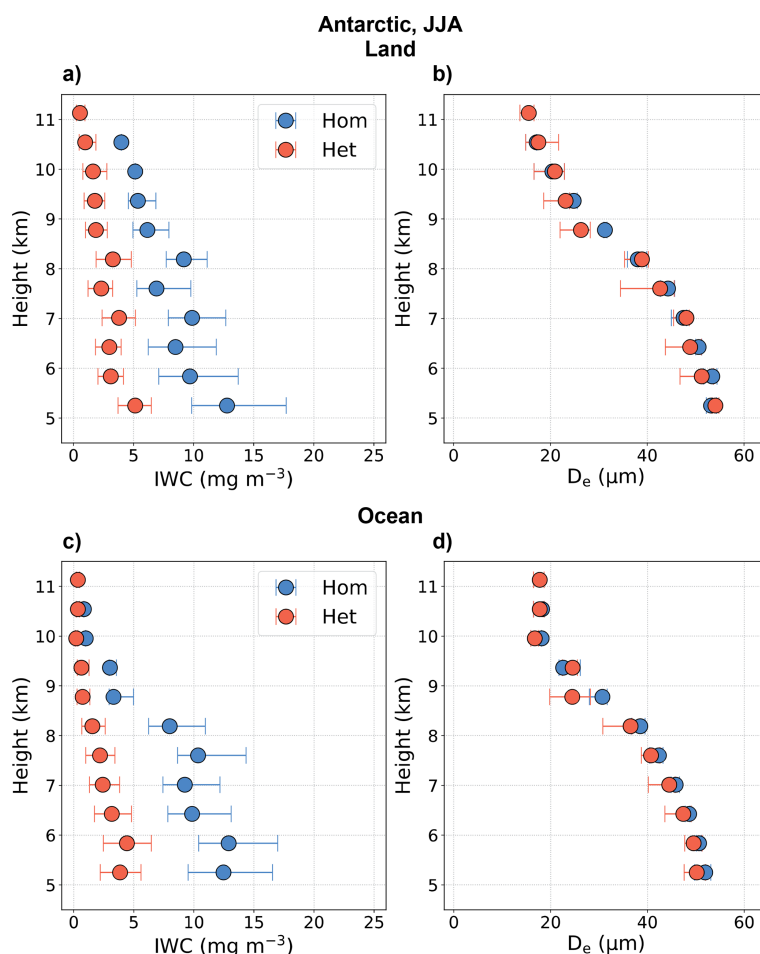 Antarctic, JJA
Land
a)
b)
Hom
Het
11
10
9
8
7
6
5
Height (km)
0 5 10 15 20 25
IWC (mg m⁻³)
11
10
9
8
7
6
5
Height (km)
0 20 40 60
Dₑ (μm)
Ocean
c)
d)
Hom
Het
11
10
9
8
7
6
5
Height (km)
0 5 10 15 20 25
IWC (mg m⁻³)
11
10
9
8
7
6
5
Height (km)
0 20 40 60
Dₑ (μm)